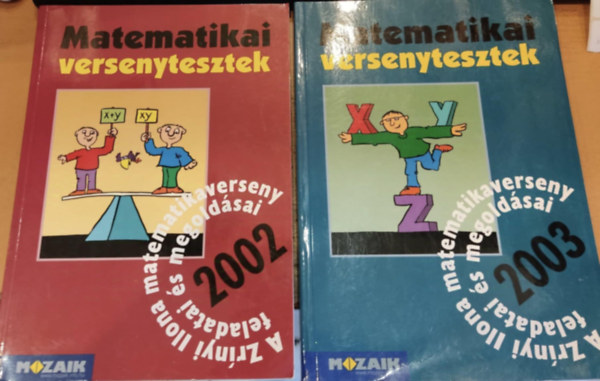 Matematikai
versenytesztek
x+y
xy
A Zrínyi Ilona matematikaverseny
feladatai és megoldásai
2002
MOZAIK
Matematikai
versenytesztek
X
Y
Z
A Zrínyi Ilona matematikaverseny
feladatai és megoldásai
2003
MOZAIK